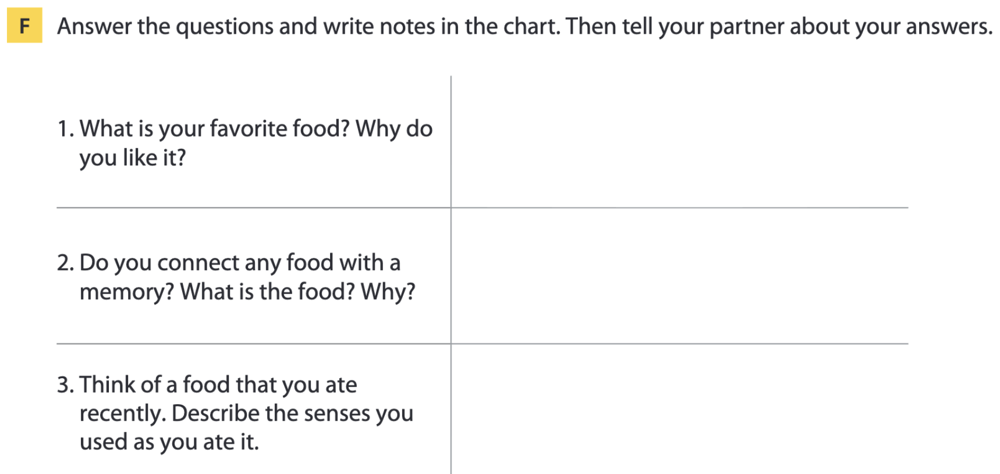 F Answer the questions and write notes in the chart. Then tell your partner about your answers.
1. What is your favorite food? Why do
you like it?
2. Do you connect any food with a
memory? What is the food? Why?
3. Think of a food that you ate
recently. Describe the senses you
used as you ate it.